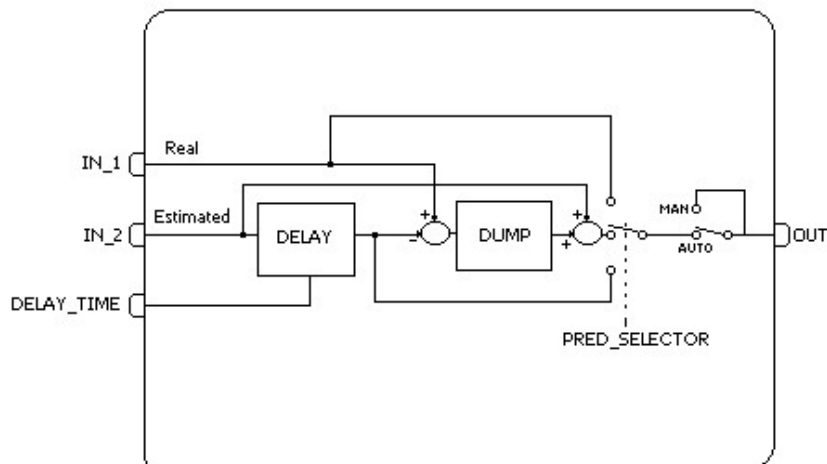 Real
IN_1
Estimated
+
+
MAN
IN_2
DELAY
-
DUMP
+
AUTO
OUT
DELAY_TIME
PRED_SELECTOR